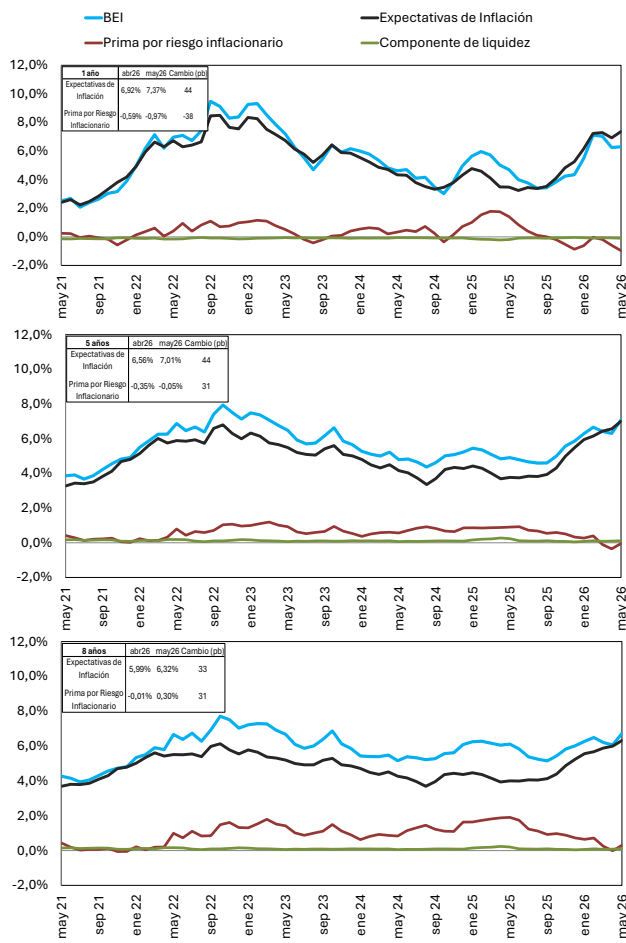 BEI
Expectativas de Inflación
Prima por riesgo inflacionario
Componente de liquidez
12,0%
10,0%
8,0%
6,0%
4,0%
2,0%
0,0%
-2,0%
1 año abr26 may26 Cambio (pb)
Expectativas de Inflación 6,92% 7,37% 44
Prima por Riesgo Inflacionario -0,59% -0,97% -38
may 21
sep 21
ene 22
may 22
sep 22
ene 23
may 23
sep 23
ene 24
may 24
sep 24
ene 25
may 25
sep 25
ene 26
may 26
12,0%
10,0%
8,0%
6,0%
4,0%
2,0%
0,0%
-2,0%
5 años abr26 may26 Cambio (pb)
Expectativas de Inflación 6,56% 7,01% 44
Prima por Riesgo Inflacionario -0,35% -0,05% 31
may 21
sep 21
ene 22
may 22
sep 22
ene 23
may 23
sep 23
ene 24
may 24
sep 24
ene 25
may 25
sep 25
ene 26
may 26
12,0%
10,0%
8,0%
6,0%
4,0%
2,0%
0,0%
-2,0%
8 años abr26 may26 Cambio (pb)
Expectativas de Inflación 5,99% 6,32% 33
Prima por Riesgo Inflacionario -0,01% 0,30% 31
may 21
sep 21
ene 22
may 22
sep 22
ene 23
may 23
sep 23
ene 24
may 24
sep 24
ene 25
may 25
sep 25
ene 26
may 26